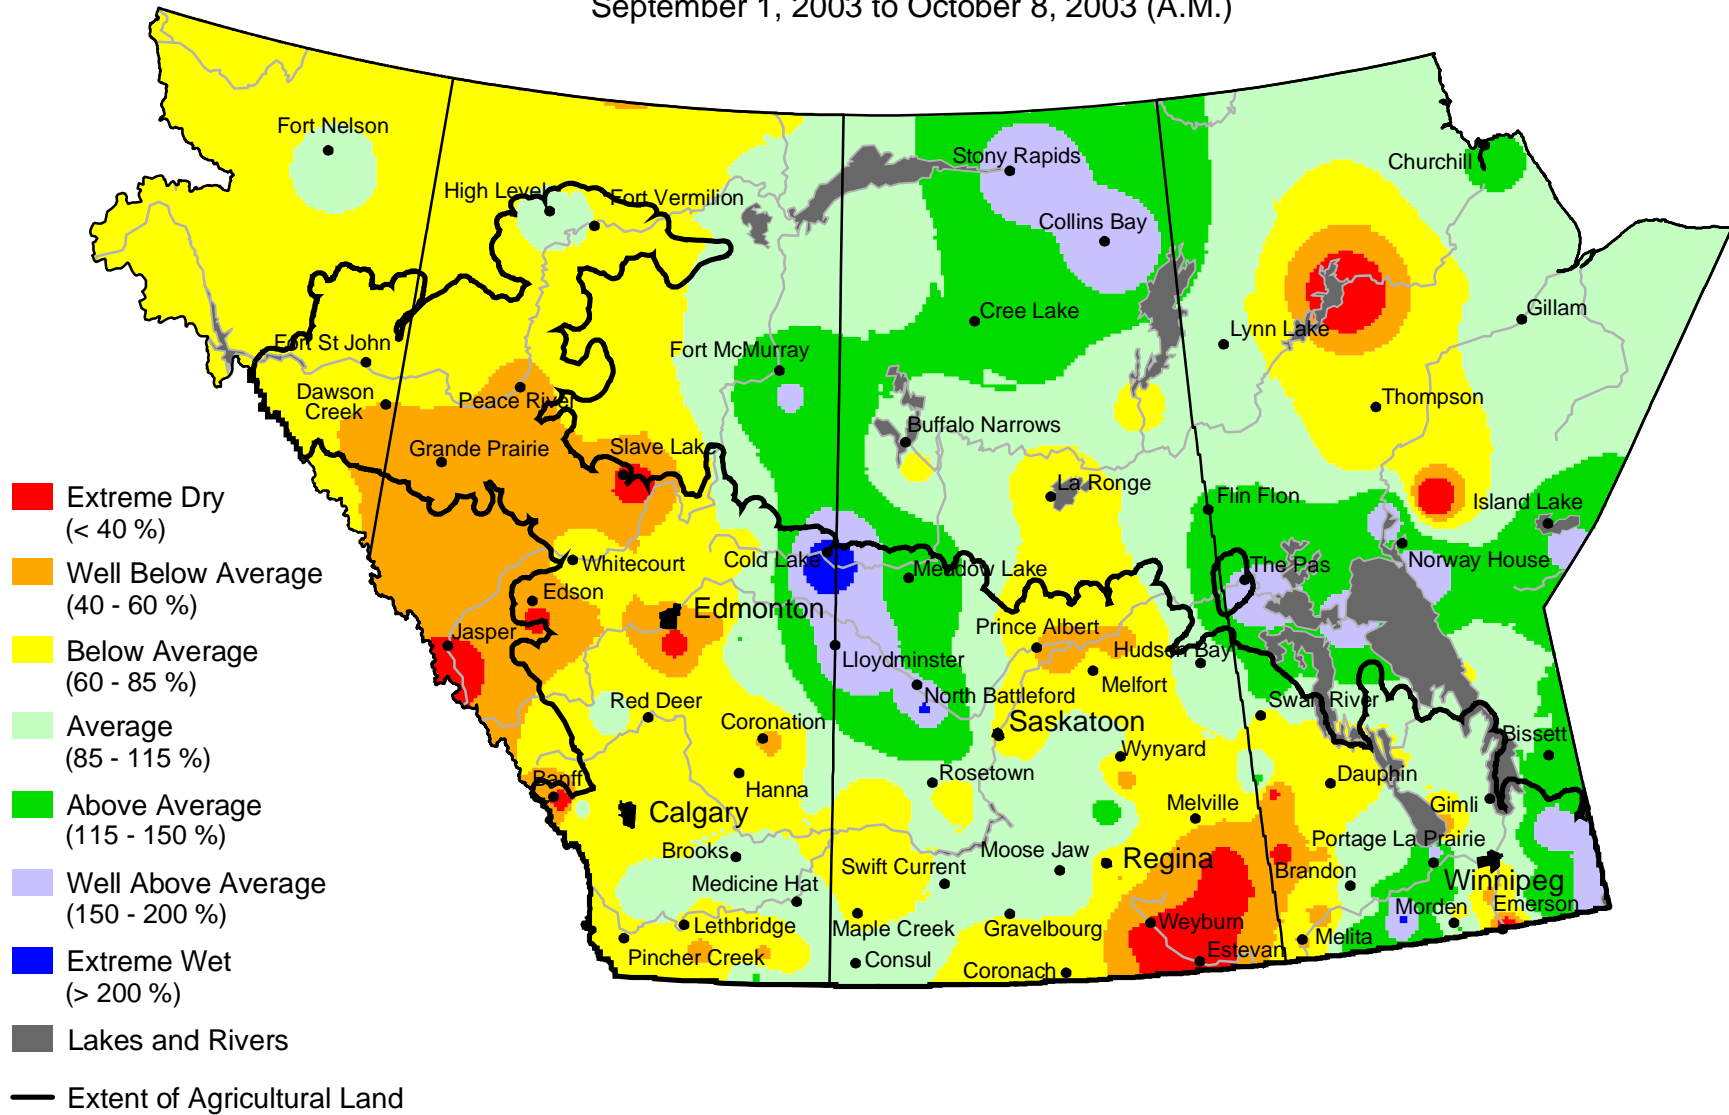 September 1, 2003 to October 8, 2003 (A.M.)
Fort Nelson
Churchill
Stony Rapids
High Level
Fort Vermilion
Collins Bay
Cree Lake
Gillam
Lynn Lake
Fort St John
Fort McMurray
Dawson
Creek
Peace River
Thompson
Buffalo Narrows
Grande Prairie
Slave Lake
La Ronge
Flin Flon
Island Lake
Whitecourt
Cold Lake
Meadow Lake
The Pas
Norway House
Edson
Edmonton
Jasper
Prince Albert
Hudson Bay
Lloydminster
Melfort
North Battleford
Red Deer
Swan River
Coronation
Saskatoon
Wynyard
Bissett
Banff
Hanna
Rosetown
Dauphin
Calgary
Melville
Gimli
Portage La Prairie
Brooks
Moose Jaw
Regina
Swift Current
Brandon
Winnipeg
Medicine Hat
Morden
Emerson
Lethbridge
Maple Creek
Gravelbourg
Weyburn
Melita
Pincher Creek
Consul
Coronach
Estevan
Extreme Dry
(< 40 %)
Well Below Average
(40 - 60 %)
Below Average
(60 - 85 %)
Average
(85 - 115 %)
Above Average
(115 - 150 %)
Well Above Average
(150 - 200 %)
Extreme Wet
(> 200 %)
Lakes and Rivers
Extent of Agricultural Land